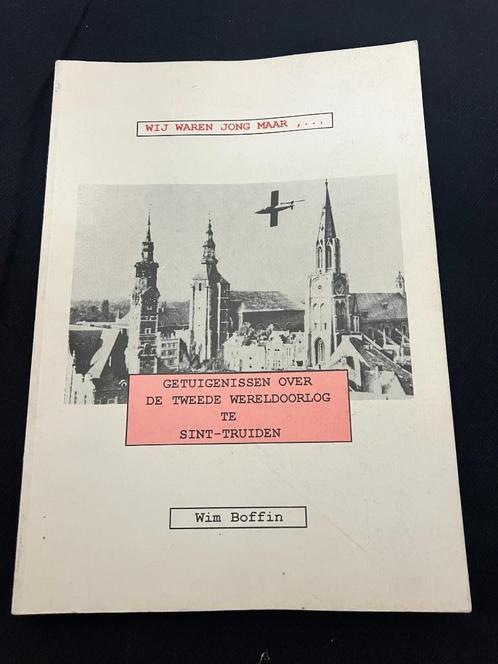 WIJ WAREN JONG MAAR ,...
GETUIGENISSEN OVER
DE TWEEDE WERELDOORLOG
TE
SINT-TRUIDEN
Wim Boffin